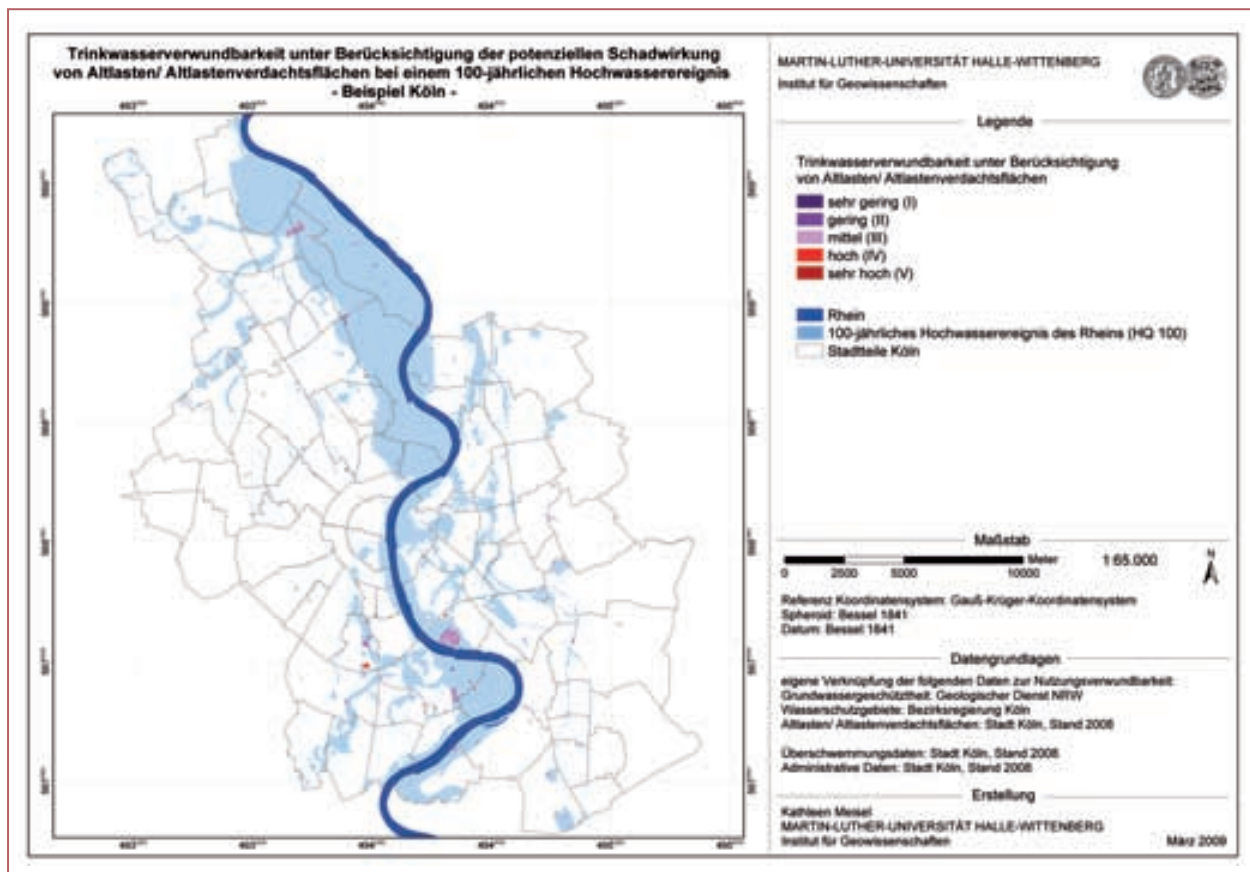 Trinkwasserverwundbarkeit unter Berücksichtigung der potenziellen Schadwirkung
von Altlasten/ Altlastenverdachtsflächen bei einem 100-jährlichen Hochwasserereignis
- Beispiel Köln -
MARTIN-LUTHER-UNIVERSITÄT HALLE-WITTENBERG
Institut für Geowissenschaften
Legende
Trinkwasserverwundbarkeit unter Berücksichtigung
von Altlasten/ Altlastenverdachtsflächen
sehr gering (I)
gering (II)
mittel (III)
hoch (IV)
sehr hoch (V)
Rhein
100-jährliches Hochwasserereignis des Rheins (HQ 100)
Stadtteile Köln
Maßstab
Meter
0 2500 5000 10000
1:65.000
N
Referenz Koordinatensystem: Gauß-Krüger-Koordinatensystem
Spheroid: Bessel 1841
Datum: Bessel 1841
Datengrundlagen
eigene Verknüpfung der folgenden Daten zur Nutzungsverwundbarkeit:
Grundwassergeschütztheit: Geologischer Dienst NRW
Wasserschutzgebiete: Bezirksregierung Köln
Altlasten/ Altlastenverdachtsflächen: Stadt Köln, Stand 2008
Überschwemmungsdaten: Stadt Köln, Stand 2008
Administrative Daten: Stadt Köln, Stand 2008
Erstellung
Kathleen Meisel
MARTIN-LUTHER-UNIVERSITÄT HALLE-WITTENBERG
Institut für Geowissenschaften
März 2009